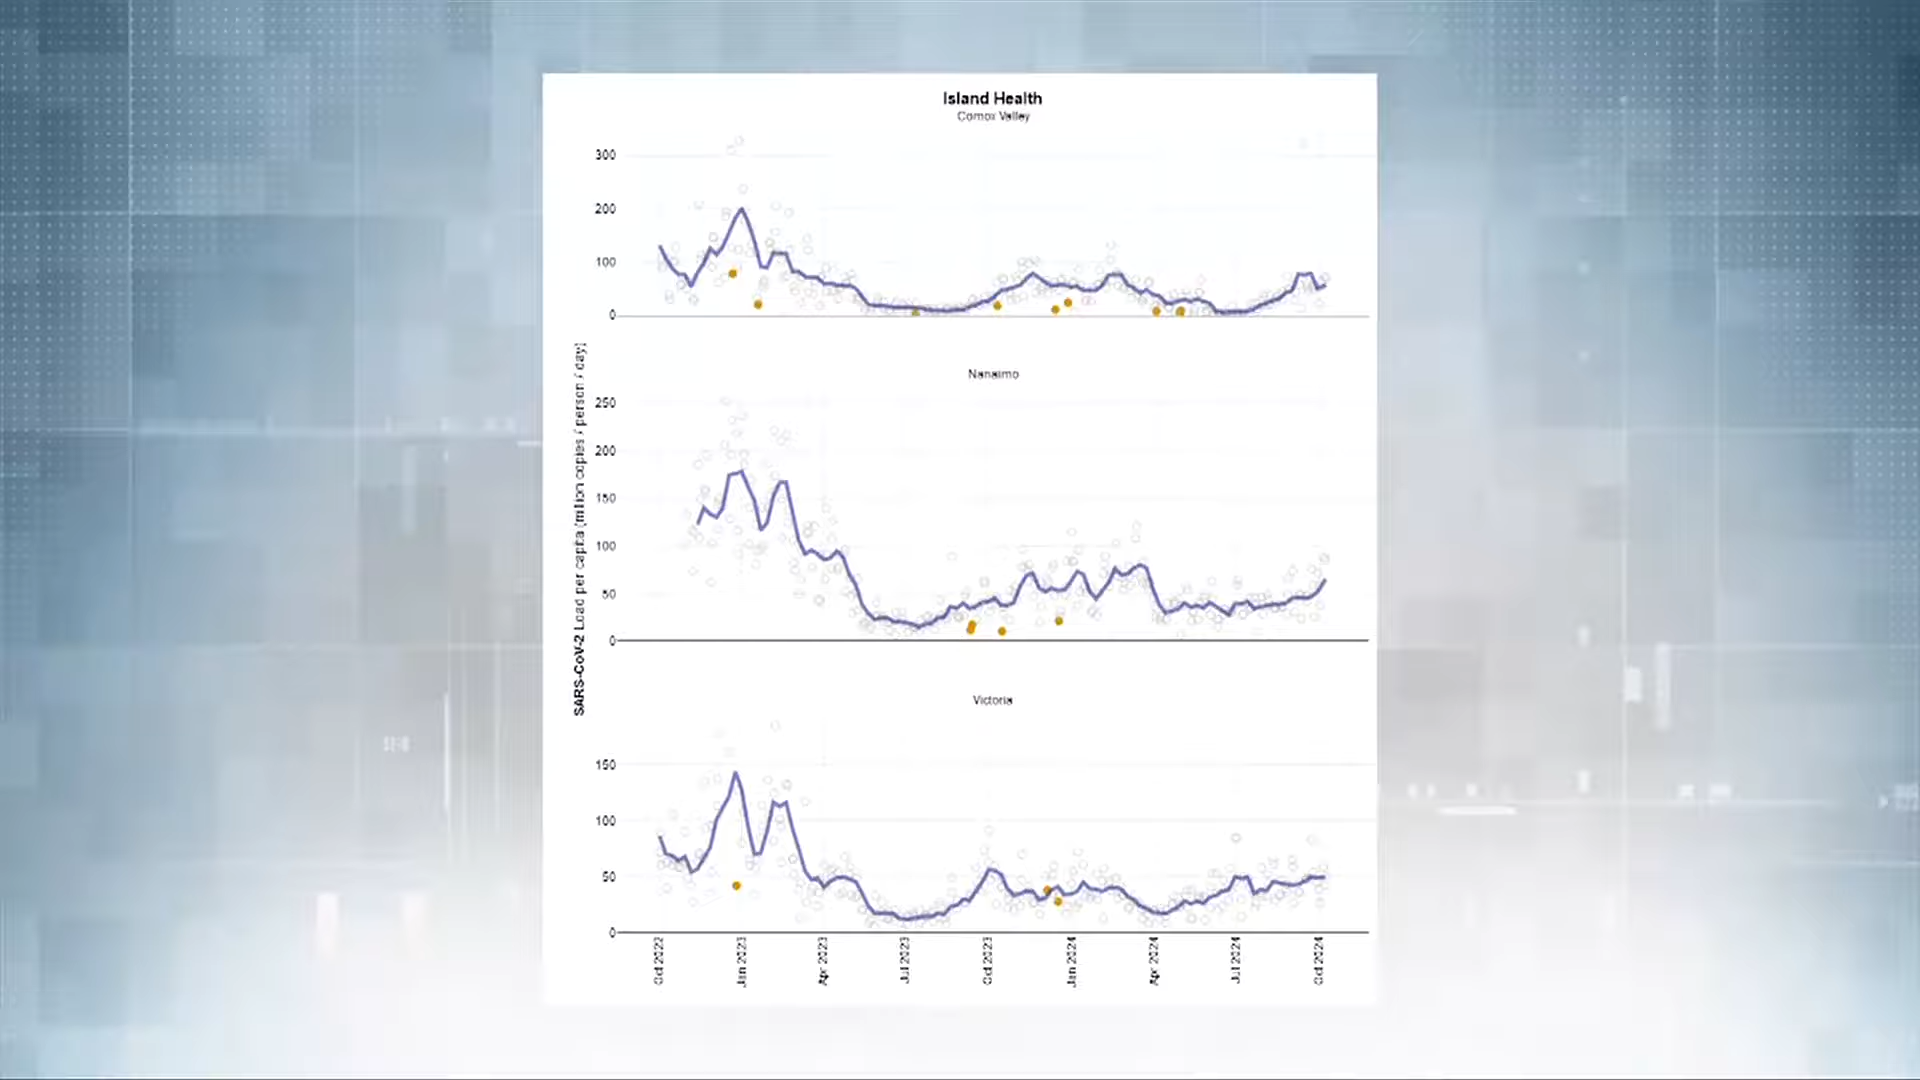 Island Health
Comox Valley
300
200
100
0
SARS-CoV-2 Load per capita (million copies / person / day)
Nanaimo
250
200
150
100
50
0
Victoria
150
100
50
0
Oct 2022
Jan 2023
Apr 2023
Jul 2023
Oct 2023
Jan 2024
Apr 2024
Jul 2024
Oct 2024